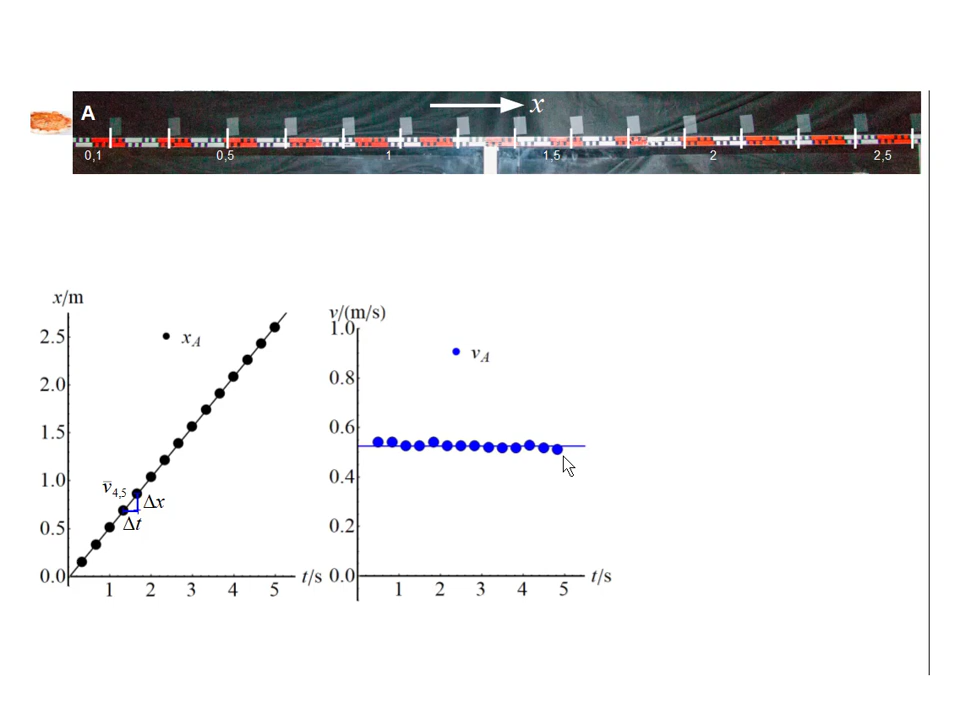 A
x
0,1 0,5 1 1,5 2 2,5
x/m
2.5
2.0
1.5
1.0
0.5
0.0
1 2 3 4 5
t/s
x_A
v̅_4,5
Δx
Δt
v/(m/s)
1.0
0.8
0.6
0.4
0.2
0.0
1 2 3 4 5
t/s
v_A